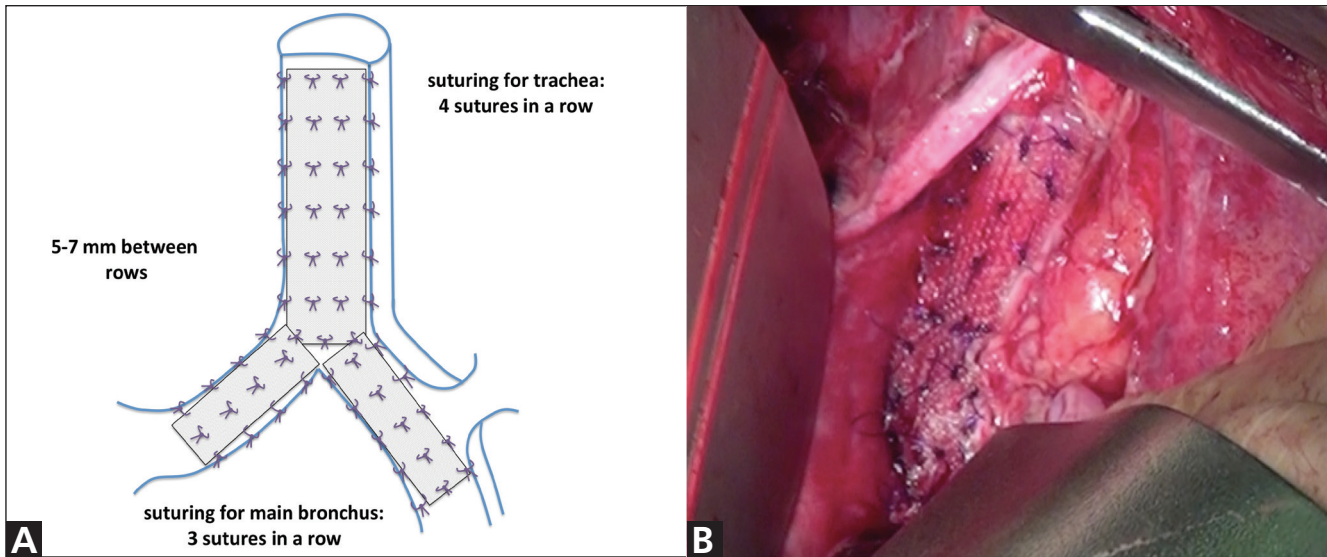 suturing for trachea:
4 sutures in a row
5-7 mm between
rows
suturing for main bronchus:
3 sutures in a row
A
B